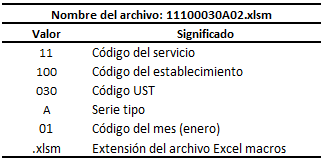 Nombre del archivo: 11100030A02.xlsm
Valor Significado
11 Código del servicio
100 Código del establecimiento
030 Código UST
A Serie tipo
01 Código del mes (enero)
.xlsm Extensión del archivo Excel macros